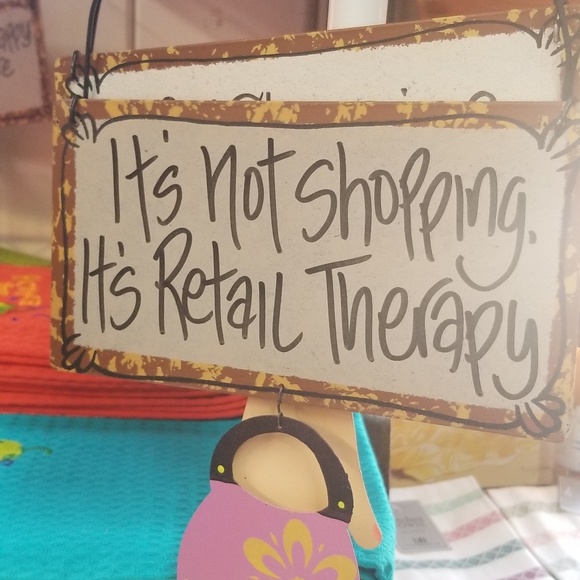 It's not shopping.
It's Retail Therapy